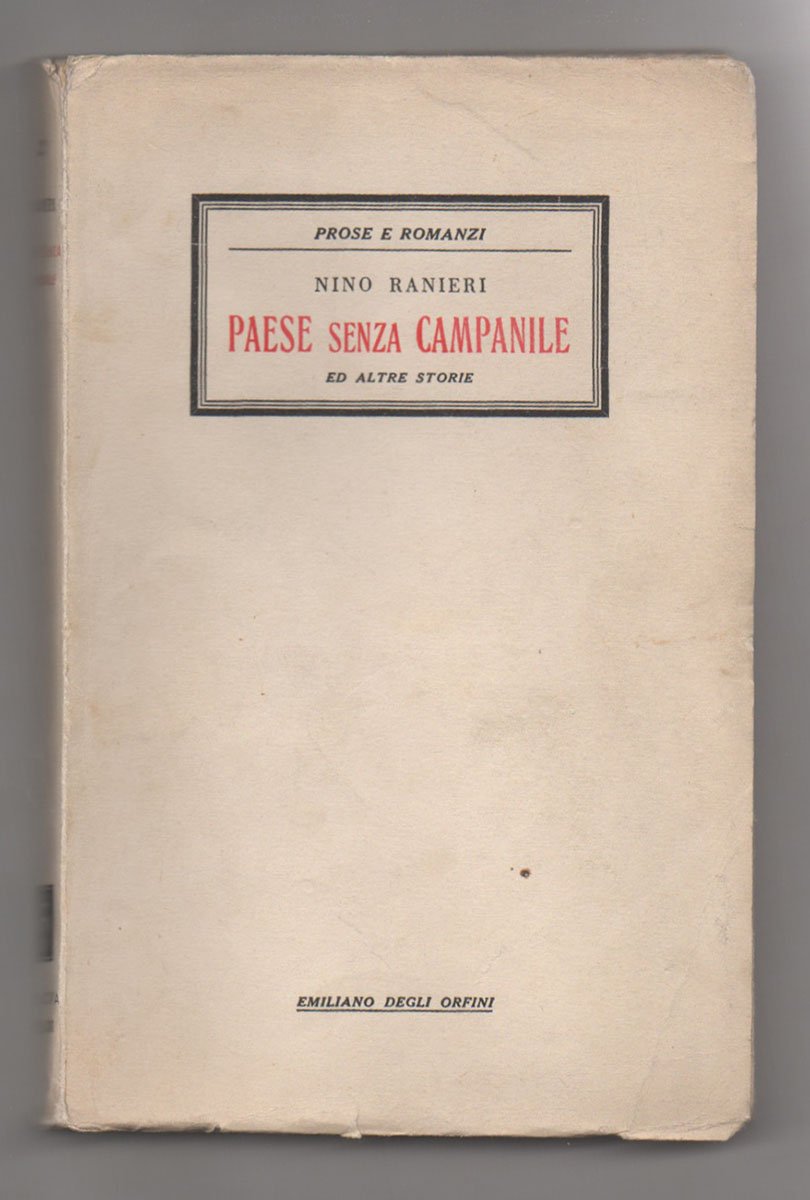 PROSE E ROMANZI
NINO RANIERI
PAESE SENZA CAMPANILE
ED ALTRE STORIE
EMILIANO DEGLI ORFINI